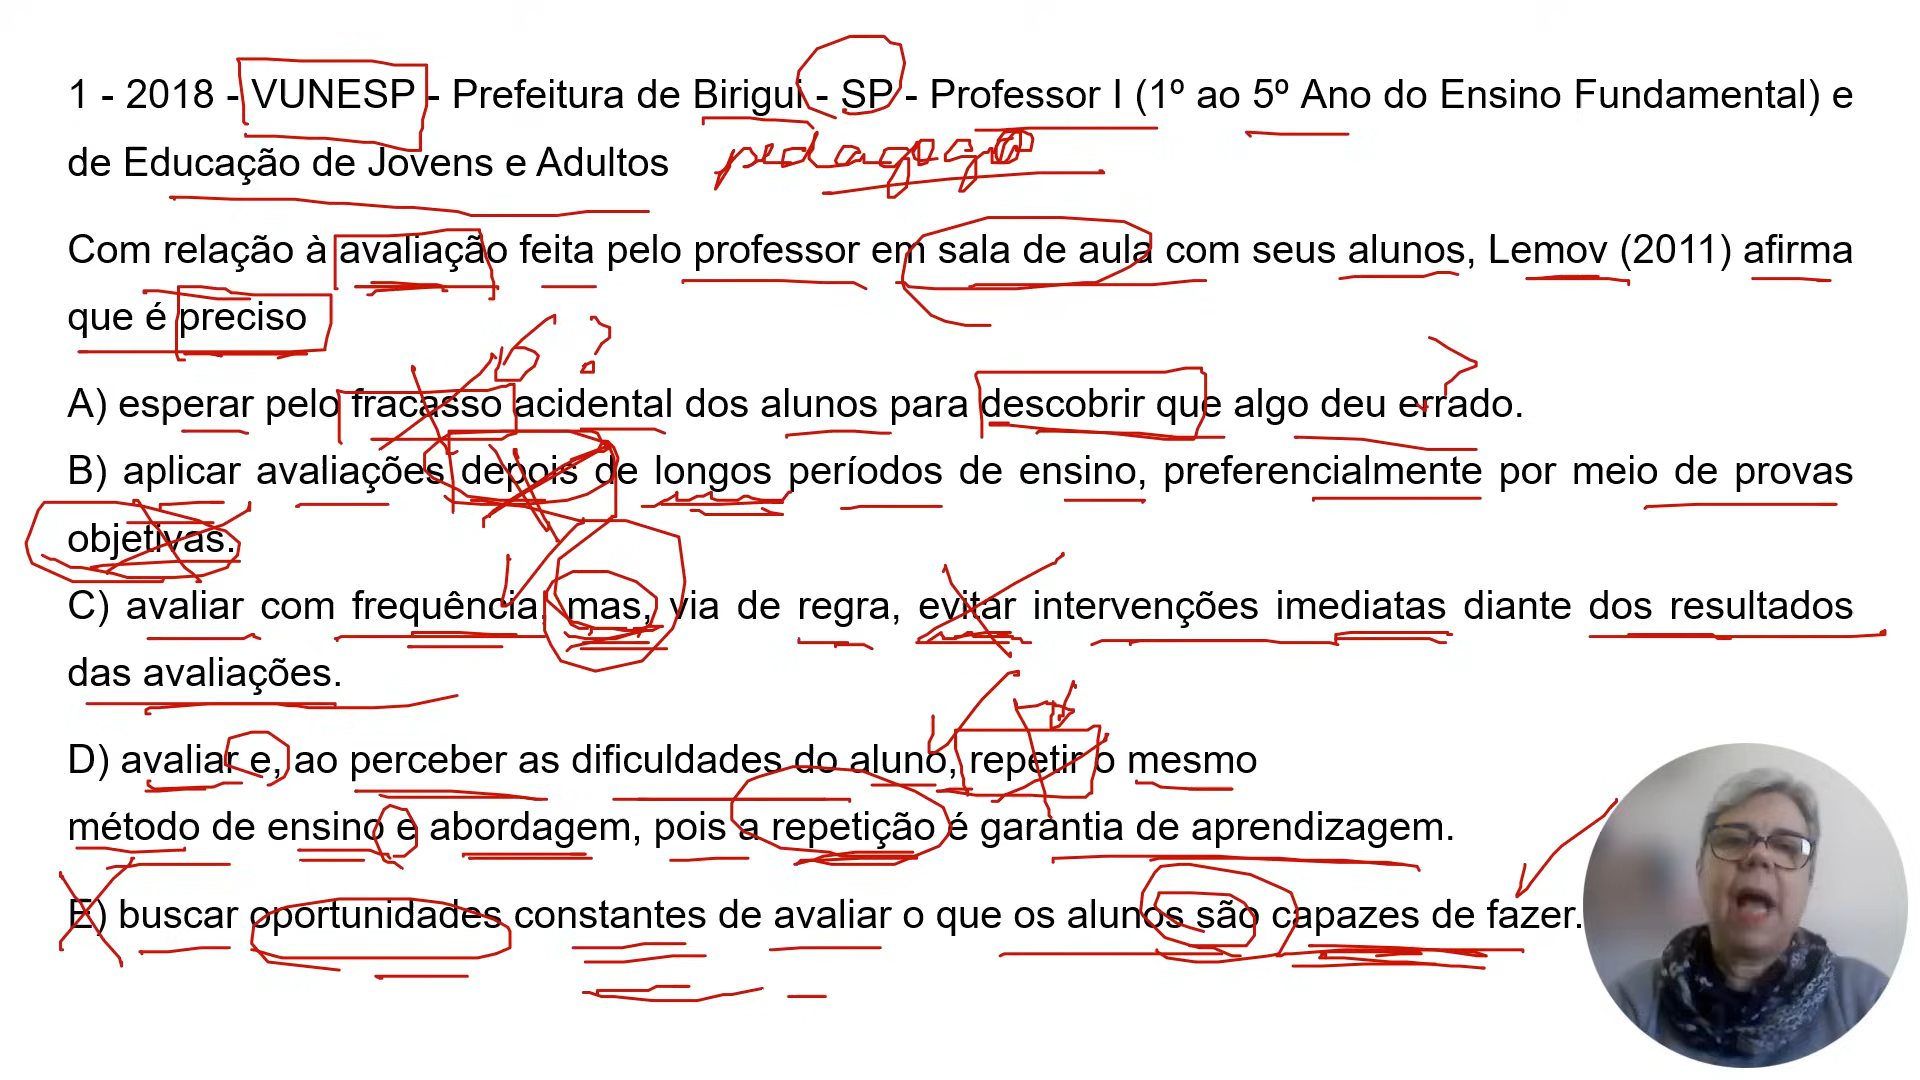 1 - 2018 - VUNESP - Prefeitura de Birigui - SP - Professor I (1º ao 5º Ano do Ensino Fundamental) e
de Educação de Jovens e Adultos pedagogo
Com relação à avaliação feita pelo professor em sala de aula com seus alunos, Lemov (2011) afirma
que é preciso
A) esperar pelo fracasso acidental dos alunos para descobrir que algo deu errado.
B) aplicar avaliações depois de longos períodos de ensino, preferencialmente por meio de provas
objetivas.
C) avaliar com frequência, mas, via de regra, evitar intervenções imediatas diante dos resultados
das avaliações.
D) avaliar e, ao perceber as dificuldades do aluno, repetir o mesmo
método de ensino e abordagem, pois a repetição é garantia de aprendizagem.
E) buscar oportunidades constantes de avaliar o que os alunos são capazes de fazer.